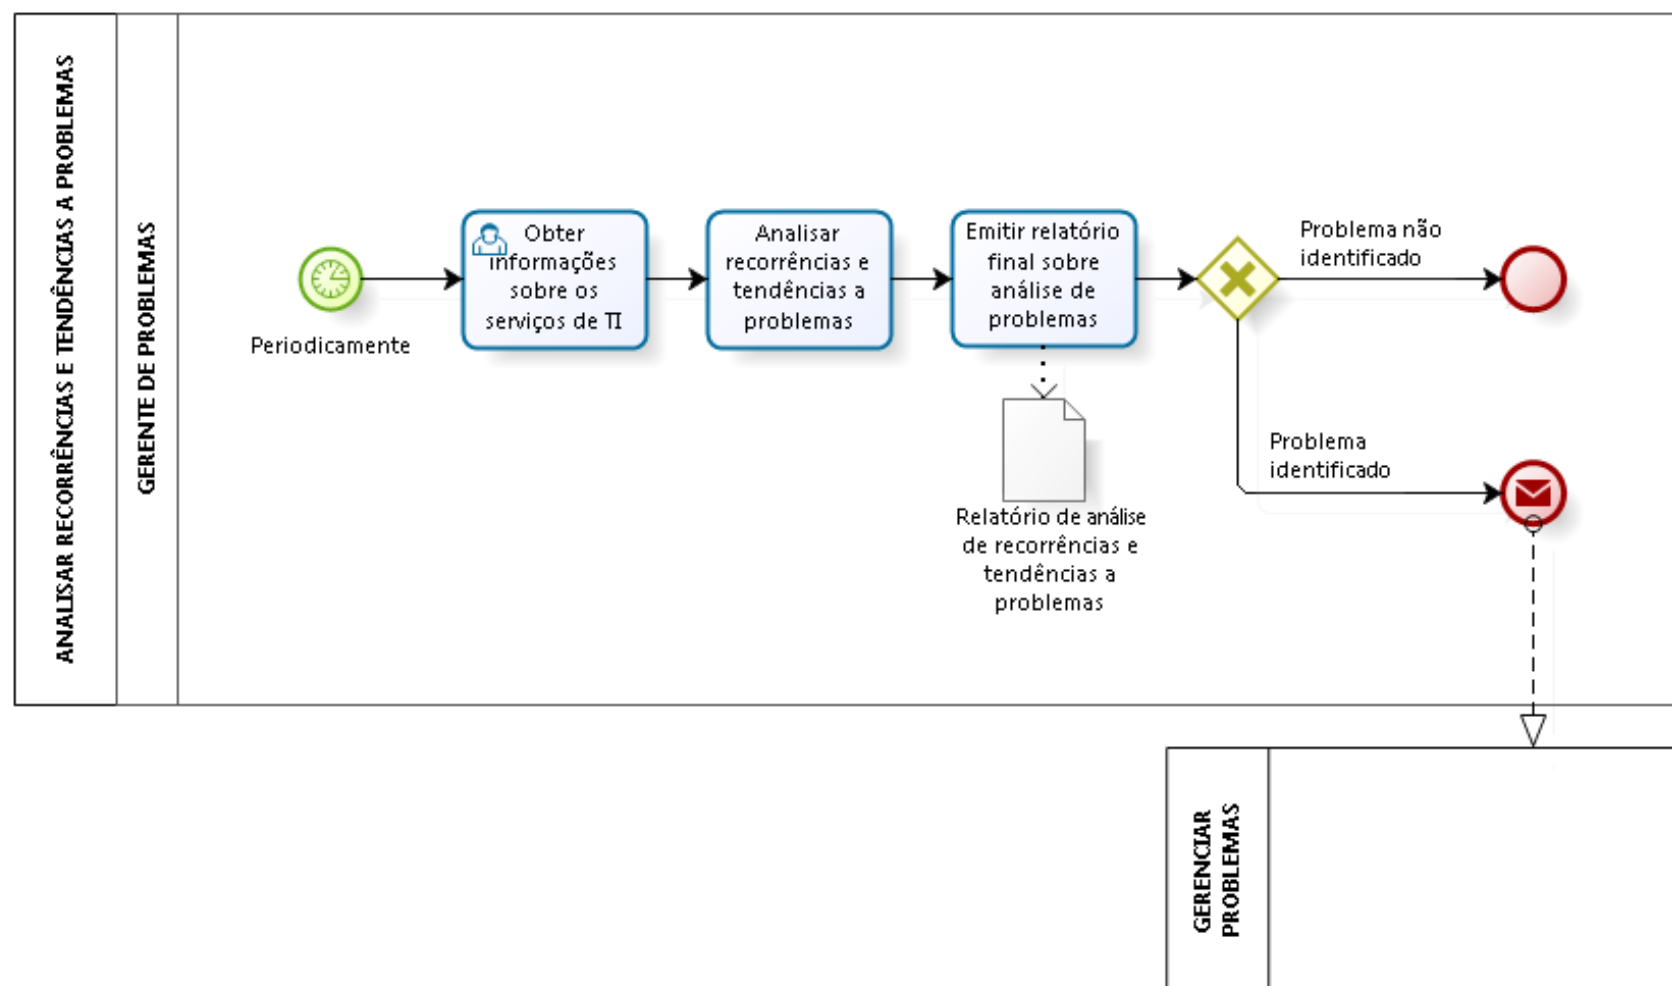 ANALISAR RECORRÊNCIAS E TENDÊNCIAS A PROBLEMAS
GERENTE DE PROBLEMAS
Periodicamente
Obter
informações
sobre os
serviços de TI
Analisar
recorrências e
tendências a
problemas
Emitir relatório
final sobre
análise de
problemas
Relatório de análise
de recorrências e
tendências a
problemas
Problema não
identificado
Problema
identificado
GERENCIAR
PROBLEMAS